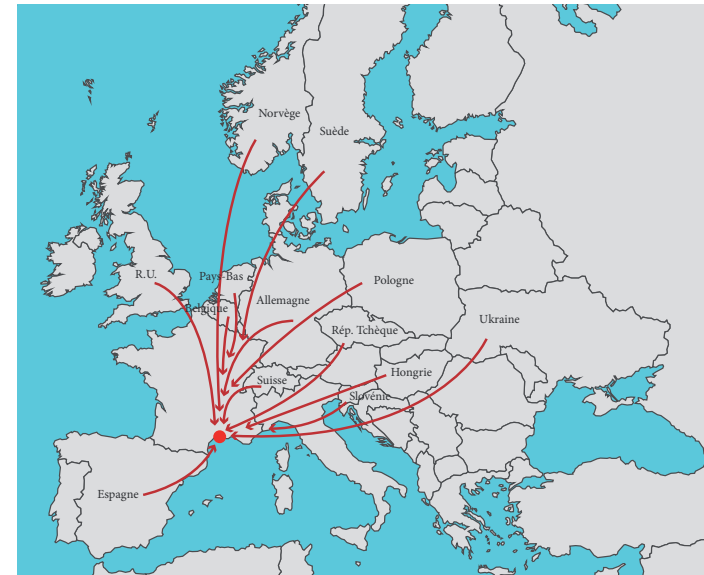 Norvège
Suède
R.U.
Pays-Bas
Pologne
Allemagne
Belgique
Ukraine
Rép. Tchèque
Hongrie
Suisse
Slovénie
Espagne